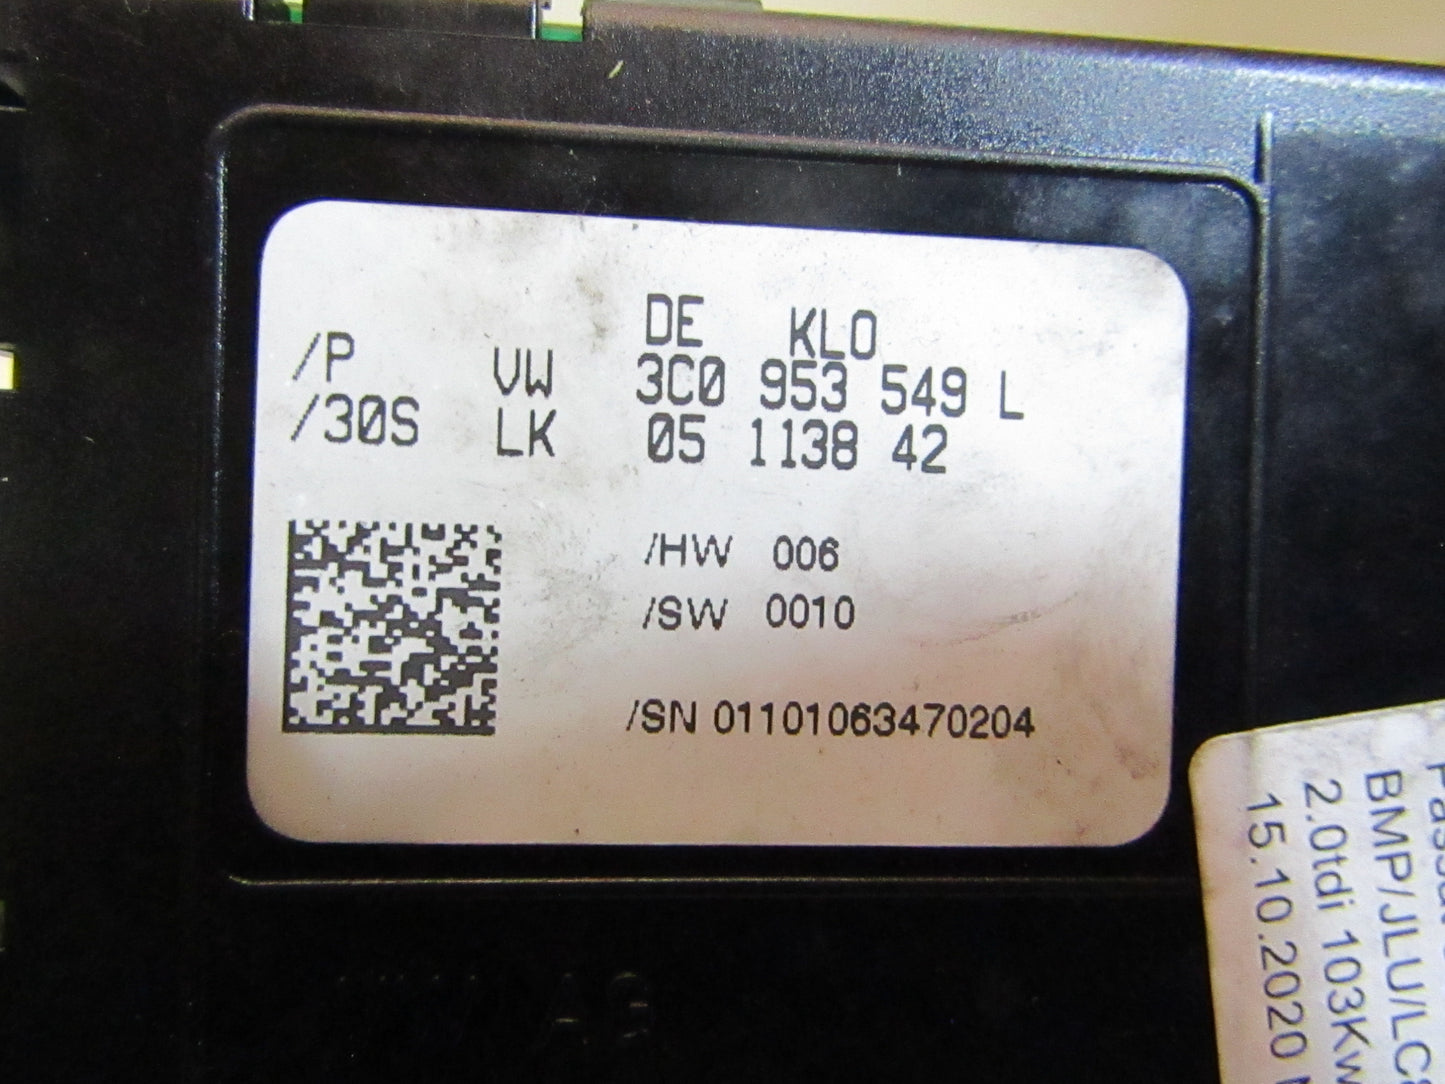 DE KLO
/P VW 3C0 953 549 L
/30S LK 05 1138 42
/HW 006
/SW 0010
/SN 01101063470204
BMP/JLU/LC
2.0tdi 103Kw
15.10.2020